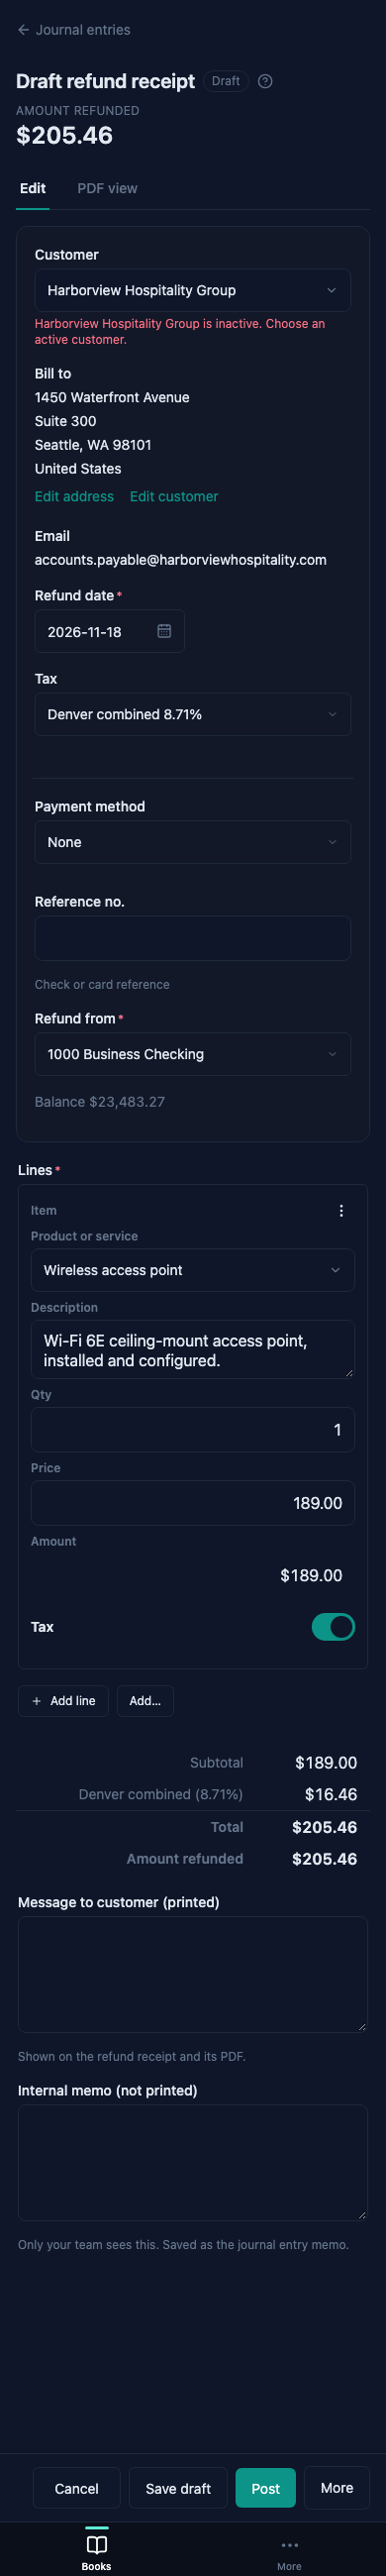 Journal entries
Draft refund receipt Draft
AMOUNT REFUNDED
$205.46
Edit PDF view
Customer
Harborview Hospitality Group
Harborview Hospitality Group is inactive. Choose an
active customer.
Bill to
1450 Waterfront Avenue
Suite 300
Seattle, WA 98101
United States
Edit address Edit customer
Email
accounts.payable@harborviewhospitality.com
Refund date*
2026-11-18
Tax
Denver combined 8.71%
Payment method
None
Reference no.
Check or card reference
Refund from*
1000 Business Checking
Balance $23,483.27
Lines*
Item
Product or service
Wireless access point
Description
Wi-Fi 6E ceiling-mount access point,
installed and configured.
Qty
1
Price
189.00
Amount
$189.00
Tax
+ Add line Add...
Subtotal $189.00
Denver combined (8.71%) $16.46
Total $205.46
Amount refunded $205.46
Message to customer (printed)
Shown on the refund receipt and its PDF.
Internal memo (not printed)
Only your team sees this. Saved as the journal entry memo.
Cancel Save draft Post More
Books More